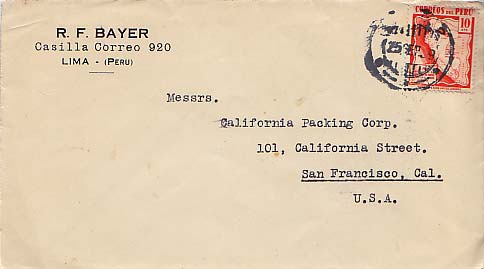 R. F. BAYER
Casilla Correo 920
LIMA - (PERU)
CORREOS DEL PERU
10
Messrs.
California Packing Corp.
101, California Street.
San Francisco, Cal.
U.S.A.